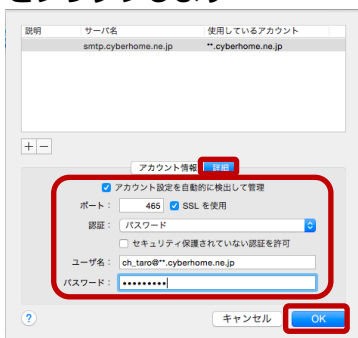 説明 サーバ名 使用しているアカウント
smtp.cyberhome.ne.jp **.cyberhome.ne.jp
+ −
アカウント情報 詳細
アカウント設定を自動的に検出して管理
ポート： 465 SSL を使用
認証： パスワード
セキュリティ保護されていない認証を許可
ユーザ名： ch_taro@**.cyberhome.ne.jp
パスワード： •••••••••
? キャンセル OK